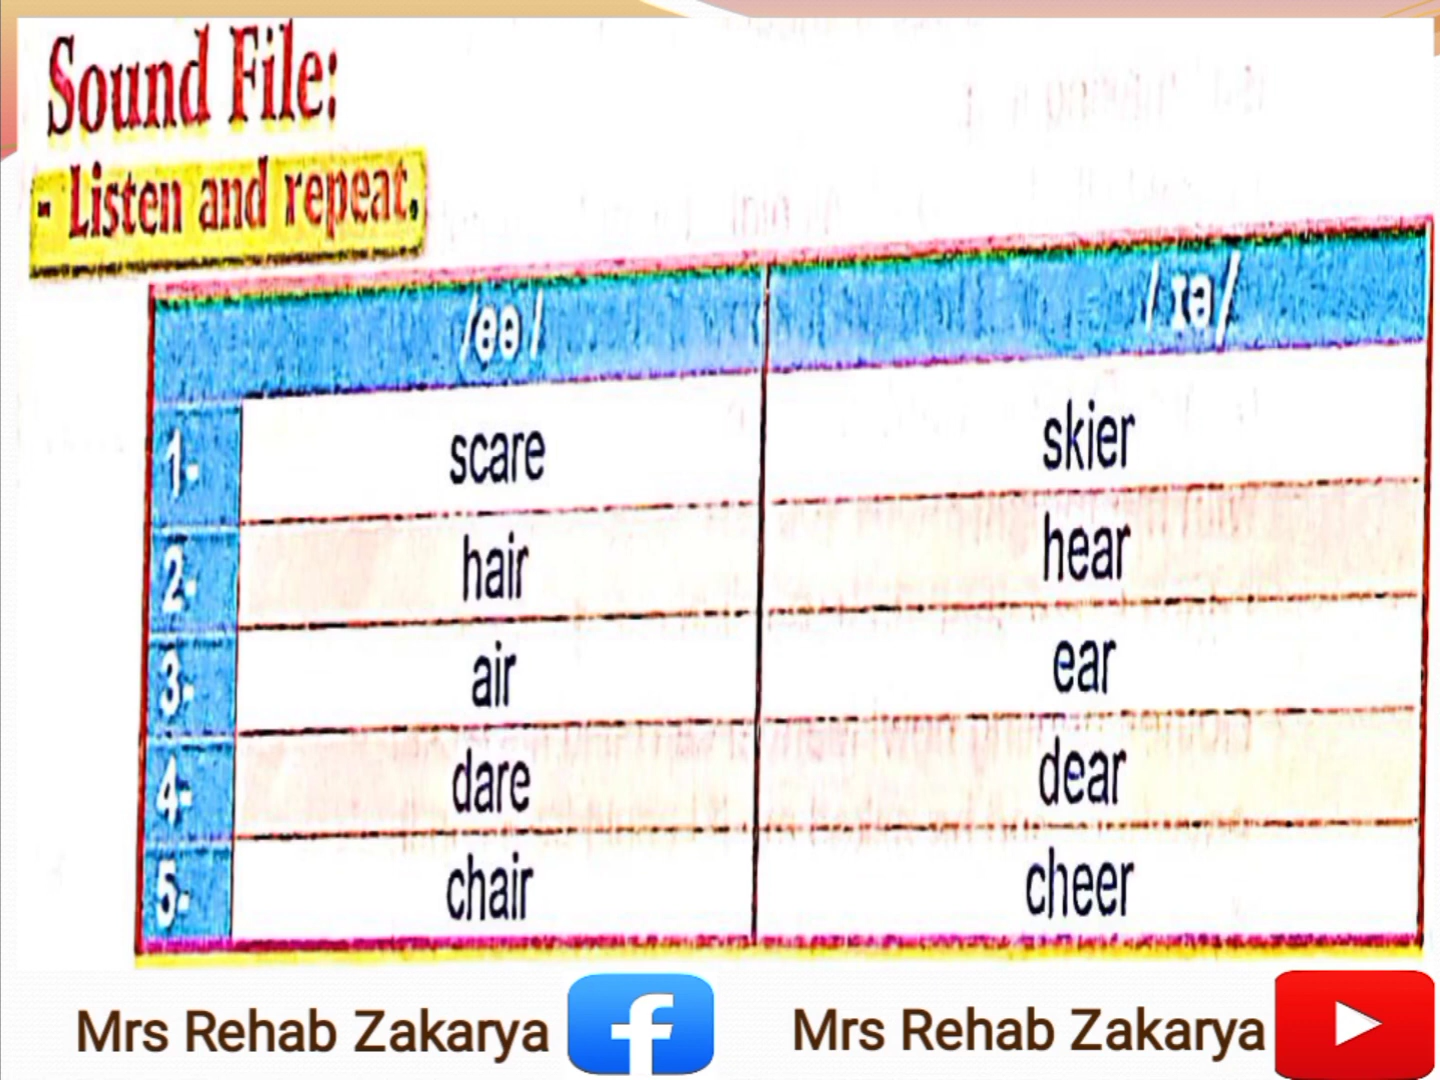 Sound File:
- Listen and repeat.
/eə/ /ɪə/
1- scare skier
2- hair hear
3- air ear
4- dare dear
5- chair cheer
Mrs Rehab Zakarya f Mrs Rehab Zakarya